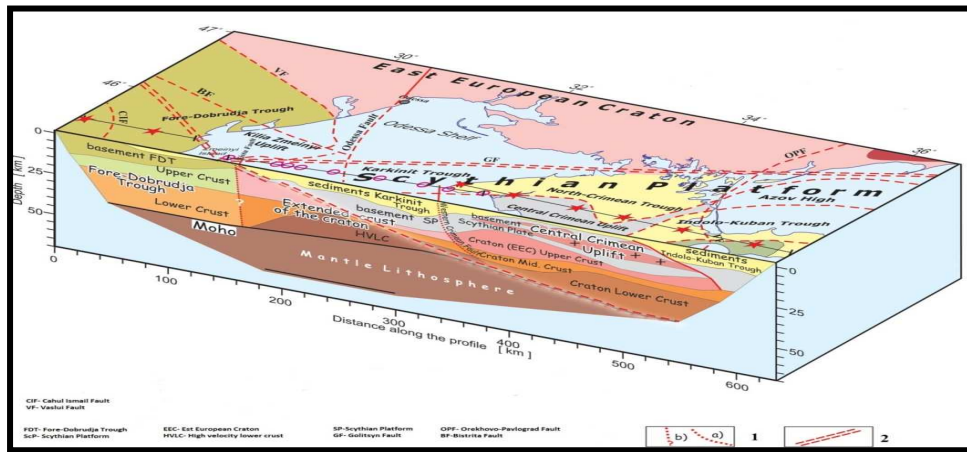 47°
30°
32°
34°
36°
46°
East European Craton
VF
BF
CIF
Fore-Dobrudja Trough
Odessa
Odessa Shelf
Odessa Fault
Kilia Zmeinyi
Uplift
GF
OPF
Karkinit Trough
Scythian Platform
North-Crimean Trough
Azov High
Central Crimean Uplift
Indolo-Kuban Trough
Depth [km]
0
25
50
basement FDT
Upper Crust
Fore-Dobrudja
Trough
Lower Crust
Moho
?
sediments Karkinit
Trough
Extended crust
of the Craton
basement SP
HVLC
Western Crimean Fault
basement
Scythian Plate
Central Crimean
Uplift
Craton (EEC) Upper Crust
Craton Mid. Crust
Craton Lower Crust
sediments
Indolo-Kuban Trough
Mantle Lithosphere
0
25
50
0
100
200
300
400
500
600
Distance along the profile [ km ]
CIF- Cahul Ismail Fault
VF- Vaslui Fault
FDT- Fore-Dobrudja Trough
EEC- Est European Craton
SP-Scythian Platform
OPF- Orekhovo-Pavlograd Fault
ScP- Scythian Platform
HVLC- High velocity lower crust
GF- Golitsyn Fault
BF-Bistrita Fault
b)
a)
1
2